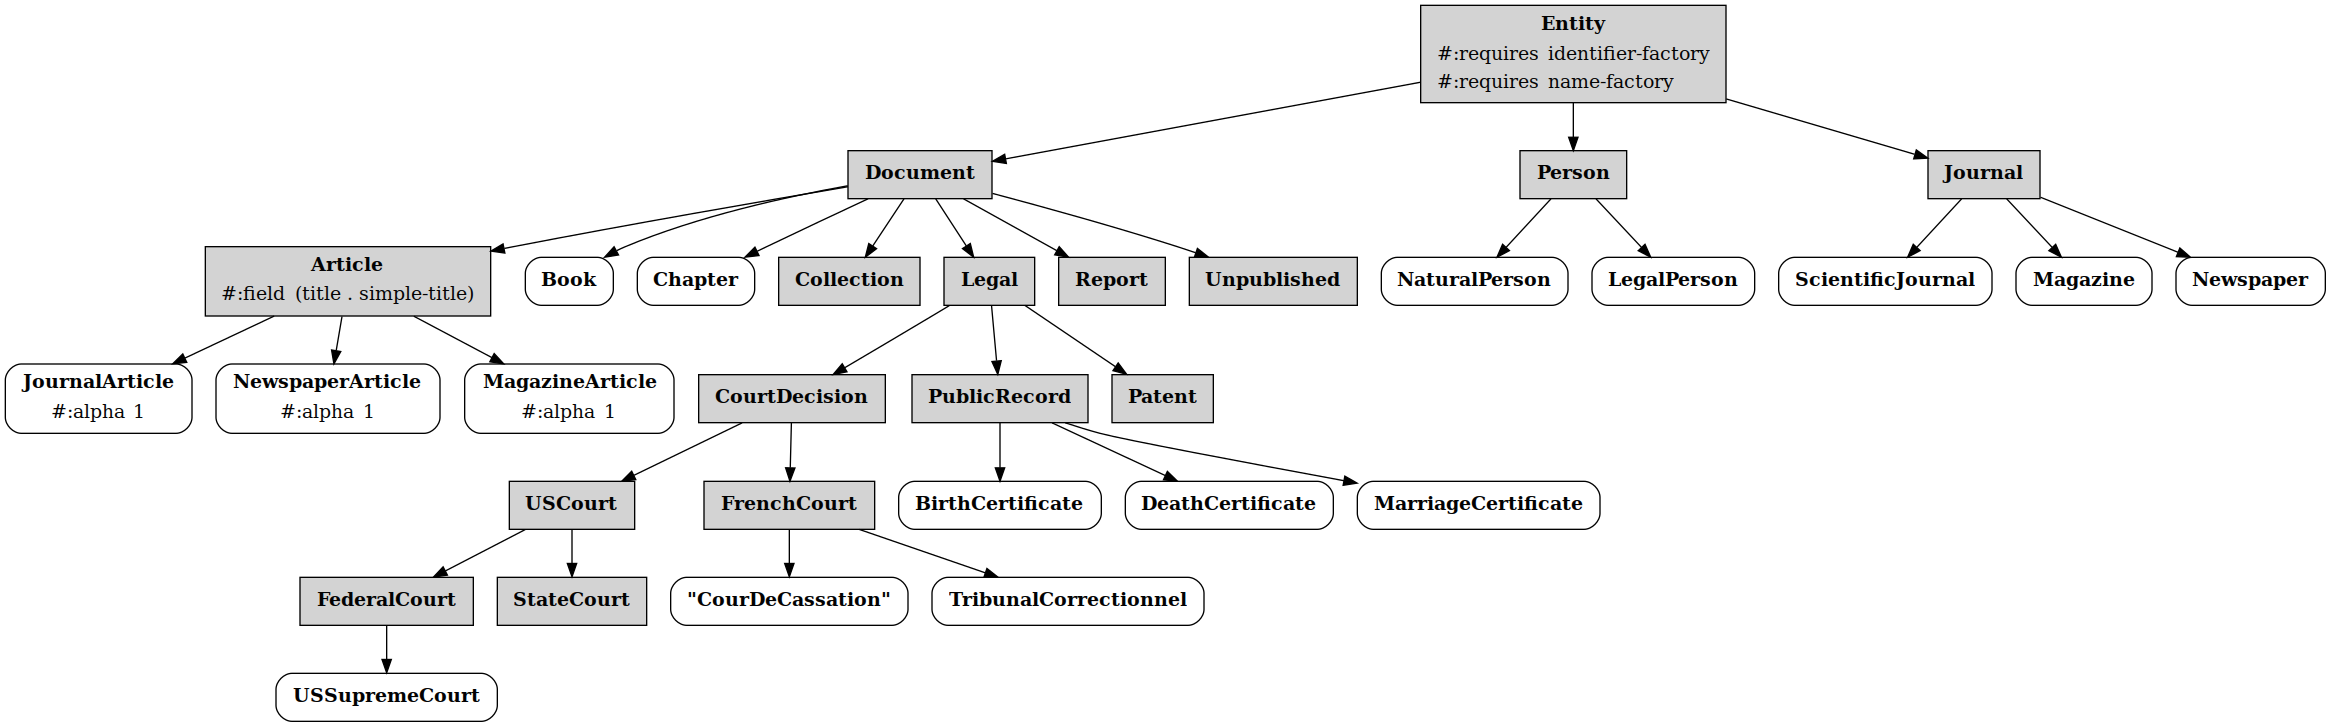 Entity
#:requires identifier-factory
#:requires name-factory
Document
Person
Journal
Article
#:field (title . simple-title)
Book
Chapter
Collection
Legal
Report
Unpublished
NaturalPerson
LegalPerson
ScientificJournal
Magazine
Newspaper
JournalArticle
#:alpha 1
NewspaperArticle
#:alpha 1
MagazineArticle
#:alpha 1
CourtDecision
PublicRecord
Patent
USCourt
FrenchCourt
BirthCertificate
DeathCertificate
MarriageCertificate
FederalCourt
StateCourt
"CourDeCassation"
TribunalCorrectionnel
USSupremeCourt